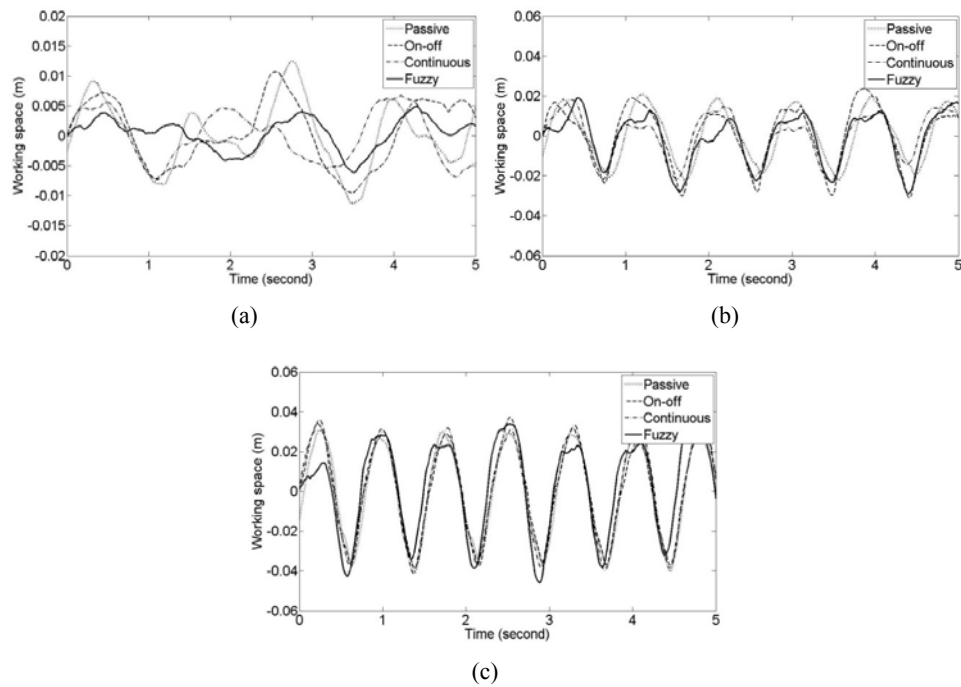 0.02
0.015
0.01
0.005
0
-0.005
-0.01
-0.015
-0.02
Working space (m)
0 1 2 3 4 5
Time (second)
Passive
On-off
Continuous
Fuzzy
(a)
0.06
0.04
0.02
0
-0.02
-0.04
-0.06
Working space (m)
0 1 2 3 4 5
Time (second)
Passive
On-off
Continuous
Fuzzy
(b)
0.06
0.04
0.02
0
-0.02
-0.04
-0.06
Working space (m)
0 1 2 3 4 5
Time (second)
Passive
On-off
Continuous
Fuzzy
(c)